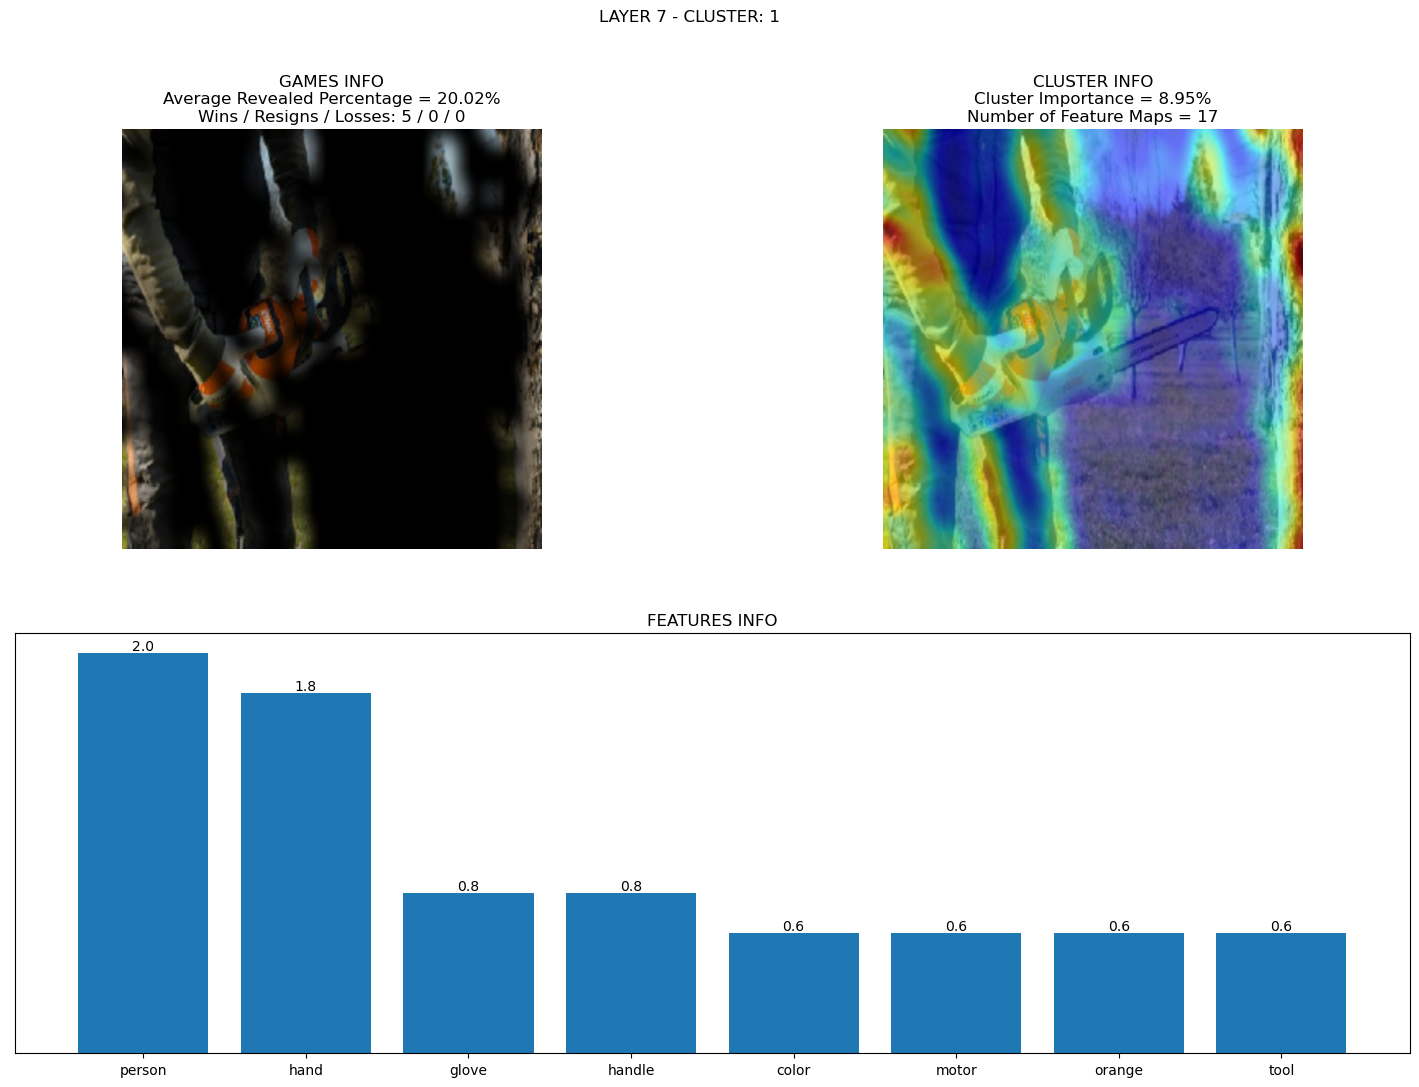 LAYER 7 - CLUSTER: 1
GAMES INFO
Average Revealed Percentage = 20.02%
Wins / Resigns / Losses: 5 / 0 / 0
CLUSTER INFO
Cluster Importance = 8.95%
Number of Feature Maps = 17
FEATURES INFO
2.0
1.8
0.8
0.8
0.6
0.6
0.6
0.6
person
hand
glove
handle
color
motor
orange
tool